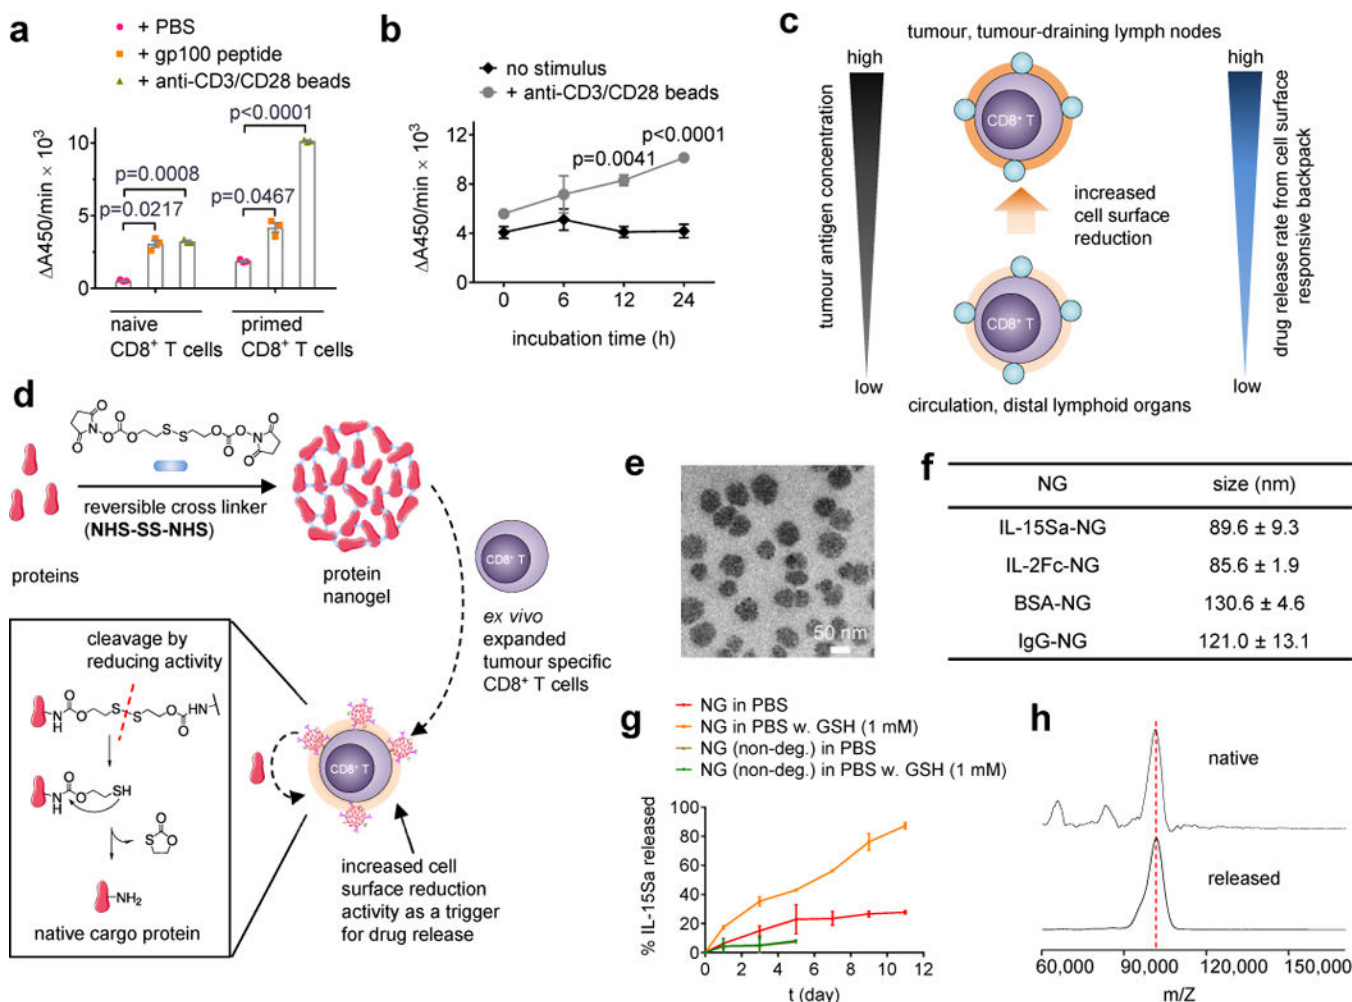 a
+ PBS
+ gp100 peptide
+ anti-CD3/CD28 beads
p<0.0001
p=0.0008
p=0.0467
p=0.0217
ΔA450/min × 10³
10
5
0
naive
CD8⁺ T cells
primed
CD8⁺ T cells
b
no stimulus
+ anti-CD3/CD28 beads
p<0.0001
p=0.0041
ΔA450/min × 10³
12
8
4
0
0 6 12 24
incubation time (h)
c
tumour, tumour-draining lymph nodes
high
high
tumour antigen concentration
CD8⁺ T
increased
cell surface
reduction
CD8⁺ T
drug release rate from cell surface
responsive backpack
low
low
circulation, distal lymphoid organs
d
proteins
reversible cross linker
(NHS-SS-NHS)
protein
nanogel
CD8⁺ T
ex vivo
expanded
tumour specific
CD8⁺ T cells
cleavage by
reducing activity
native cargo protein
CD8⁺ T
increased cell
surface reduction
activity as a trigger
for drug release
e
50 nm
f
NG size (nm)
IL-15Sa-NG 89.6 ± 9.3
IL-2Fc-NG 85.6 ± 1.9
BSA-NG 130.6 ± 4.6
IgG-NG 121.0 ± 13.1
g
NG in PBS
NG in PBS w. GSH (1 mM)
NG (non-deg.) in PBS
NG (non-deg.) in PBS w. GSH (1 mM)
% IL-15Sa released
100
80
60
40
20
0
0 2 4 6 8 10 12
t (day)
h
native
released
60,000 90,000 120,000 150,000
m/Z